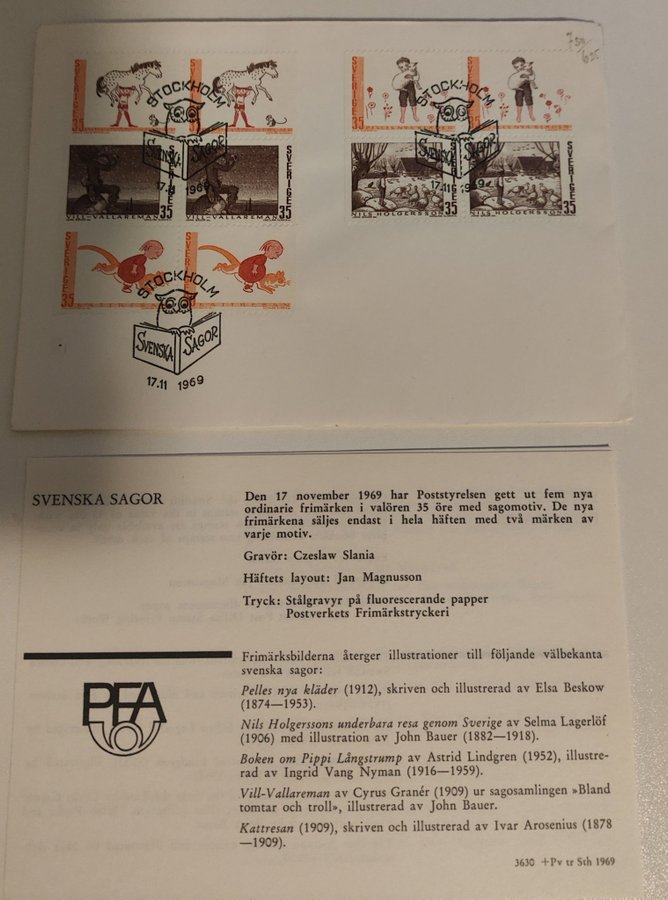 750
625
SVERIGE
35
SVERIGE
35
SVERIGE
35
SVERIGE
35
STOCKHOLM
SVENSKA SAGOR
17.11 1969
STOCKHOLM
SVENSKA SAGOR
17.11 1969
VILL-VALLAREMAN 35
SVERIGE
VILL-VALLAREMAN 35
SVERIGE
NILS HOLGERSSON 35
SVERIGE
NILS HOLGERSSON 35
SVERIGE
SVERIGE
35
SVERIGE
35
STOCKHOLM
SVENSKA SAGOR
17.11 1969
SVENSKA SAGOR
Den 17 november 1969 har Poststyrelsen gett ut fem nya
ordinarie frimärken i valören 35 öre med sagomotiv. De nya
frimärkena säljes endast i hela häften med två märken av
varje motiv.
Gravör: Czeslaw Slania
Häftets layout: Jan Magnusson
Tryck: Stålgravyr på fluorescerande papper
Postverkets Frimärkstryckeri
PFA
Frimärksbilderna återger illustrationer till följande välbekanta
svenska sagor:
Pelles nya kläder (1912), skriven och illustrerad av Elsa Beskow
(1874—1953).
Nils Holgerssons underbara resa genom Sverige av Selma Lagerlöf
(1906) med illustration av John Bauer (1882—1918).
Boken om Pippi Långstrump av Astrid Lindgren (1952), illustre-
rad av Ingrid Vang Nyman (1916—1959).
Vill-Vallareman av Cyrus Granér (1909) ur sagosamlingen »Bland
tomtar och troll», illustrerad av John Bauer.
Kattresan (1909), skriven och illustrerad av Ivar Arosenius (1878
—1909).
3630 +Pv tr Sth 1969